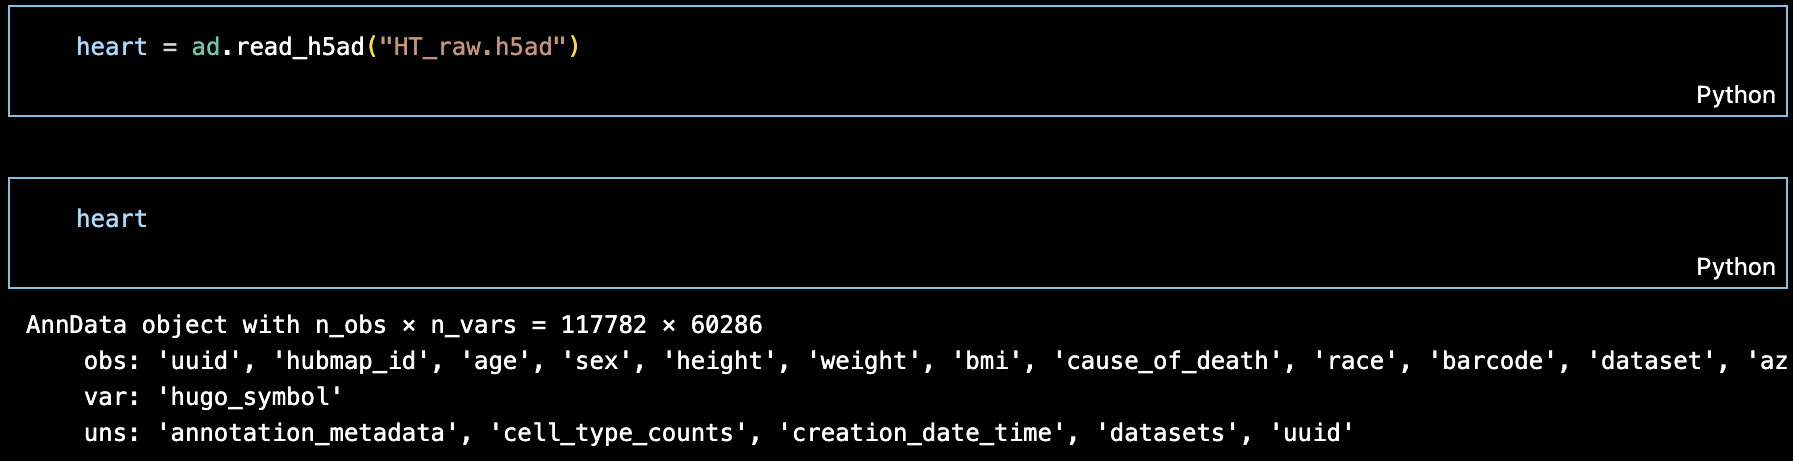 heart = ad.read_h5ad("HT_raw.h5ad")
Python
heart
Python
AnnData object with n_obs × n_vars = 117782 × 60286
obs: 'uuid', 'hubmap_id', 'age', 'sex', 'height', 'weight', 'bmi', 'cause_of_death', 'race', 'barcode', 'dataset', 'az
var: 'hugo_symbol'
uns: 'annotation_metadata', 'cell_type_counts', 'creation_date_time', 'datasets', 'uuid'